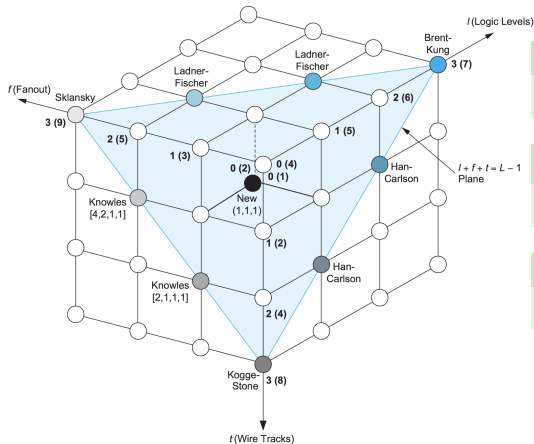 l (Logic Levels)
Brent-
Kung
3 (7)
Ladner-
Fischer
Ladner-
Fischer
2 (6)
f (Fanout)
Sklansky
3 (9)
2 (5)
1 (3)
1 (5)
0 (4)
0 (2)
0 (1)
Han-
Carlson
l + f + t = L – 1
Plane
New
(1,1,1)
Knowles
[4,2,1,1]
1 (2)
Knowles
[2,1,1,1]
Han-
Carlson
2 (4)
Kogge-
Stone
3 (8)
t (Wire Tracks)